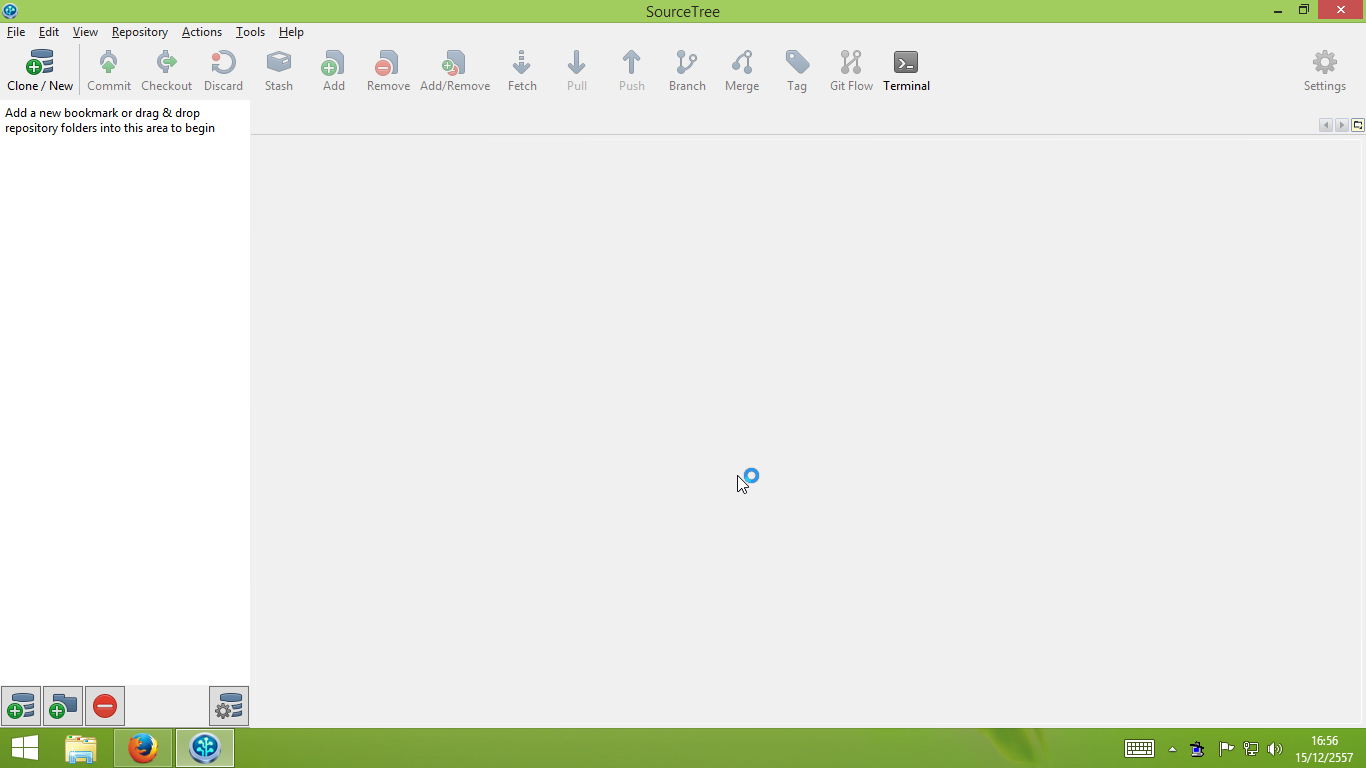 SourceTree
File Edit View Repository Actions Tools Help
Clone / New Commit Checkout Discard Stash Add Remove Add/Remove Fetch Pull Push Branch Merge Tag Git Flow Terminal Settings
Add a new bookmark or drag & drop
repository folders into this area to begin
16:56
15/12/2557